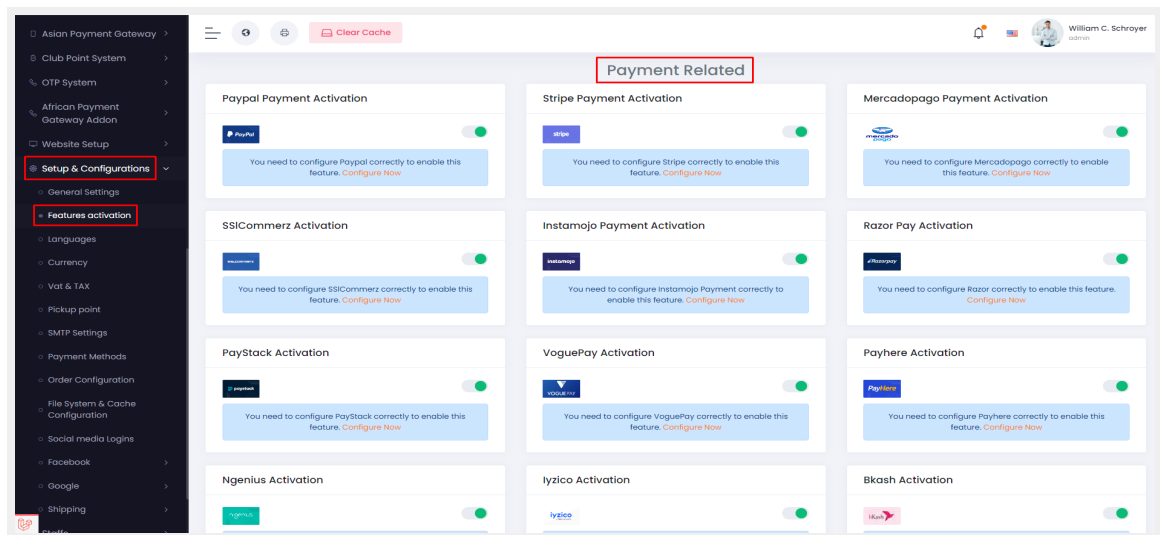 Asian Payment Gateway
Club Point System
OTP System
African Payment
Gateway Addon
Website Setup
Setup & Configurations
General Settings
Features activation
Languages
Currency
Vat & TAX
Pickup point
SMTP Settings
Payment Methods
Order Configuration
File System & Cache
Configuration
Social media Logins
Facebook
Google
Shipping
Staffs
Clear Cache
William C. Schroyer
admin
Payment Related
Paypal Payment Activation
PayPal
You need to configure Paypal correctly to enable this
feature. Configure Now
Stripe Payment Activation
stripe
You need to configure Stripe correctly to enable this
feature. Configure Now
Mercadopago Payment Activation
mercado
pago
You need to configure Mercadopago correctly to enable
this feature. Configure Now
SSlCommerz Activation
You need to configure SSlCommerz correctly to enable this
feature. Configure Now
Instamojo Payment Activation
instamojo
You need to configure Instamojo Payment correctly to
enable this feature. Configure Now
Razor Pay Activation
Razorpay
You need to configure Razor correctly to enable this feature.
Configure Now
PayStack Activation
paystack
You need to configure PayStack correctly to enable this
feature. Configure Now
VoguePay Activation
VOGUE PAY
You need to configure VoguePay correctly to enable this
feature. Configure Now
Payhere Activation
PayHere
You need to configure Payhere correctly to enable this
feature. Configure Now
Ngenius Activation
ngenius
Iyzico Activation
iyzico
Bkash Activation
bKash